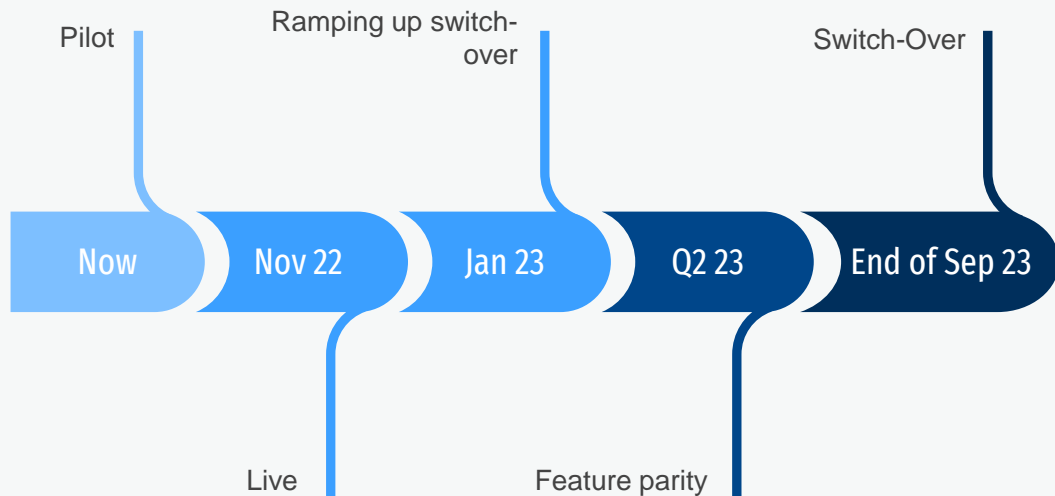 Pilot
Ramping up switch-
over
Switch-Over
Now
Nov 22
Jan 23
Q2 23
End of Sep 23
Live
Feature parity